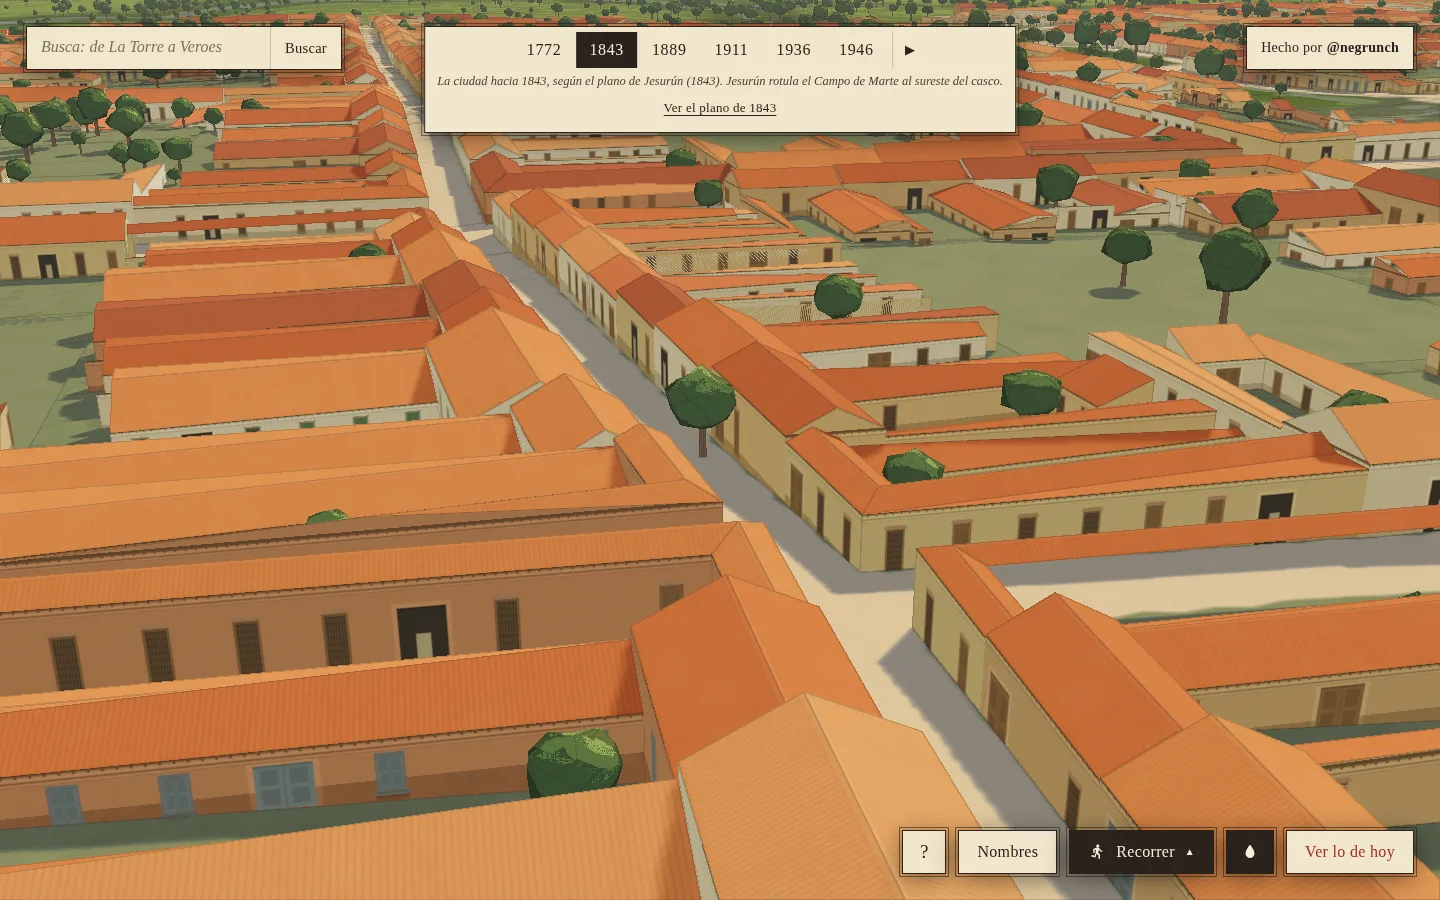 Busca: de La Torre a Veroes
Buscar
1772 1843 1889 1911 1936 1946
La ciudad hacia 1843, según el plano de Jesurún (1843). Jesurún rotula el Campo de Marte al sureste del casco.
Ver el plano de 1843
Hecho por @negrunch
?
Nombres
Recorrer
Ver lo de hoy